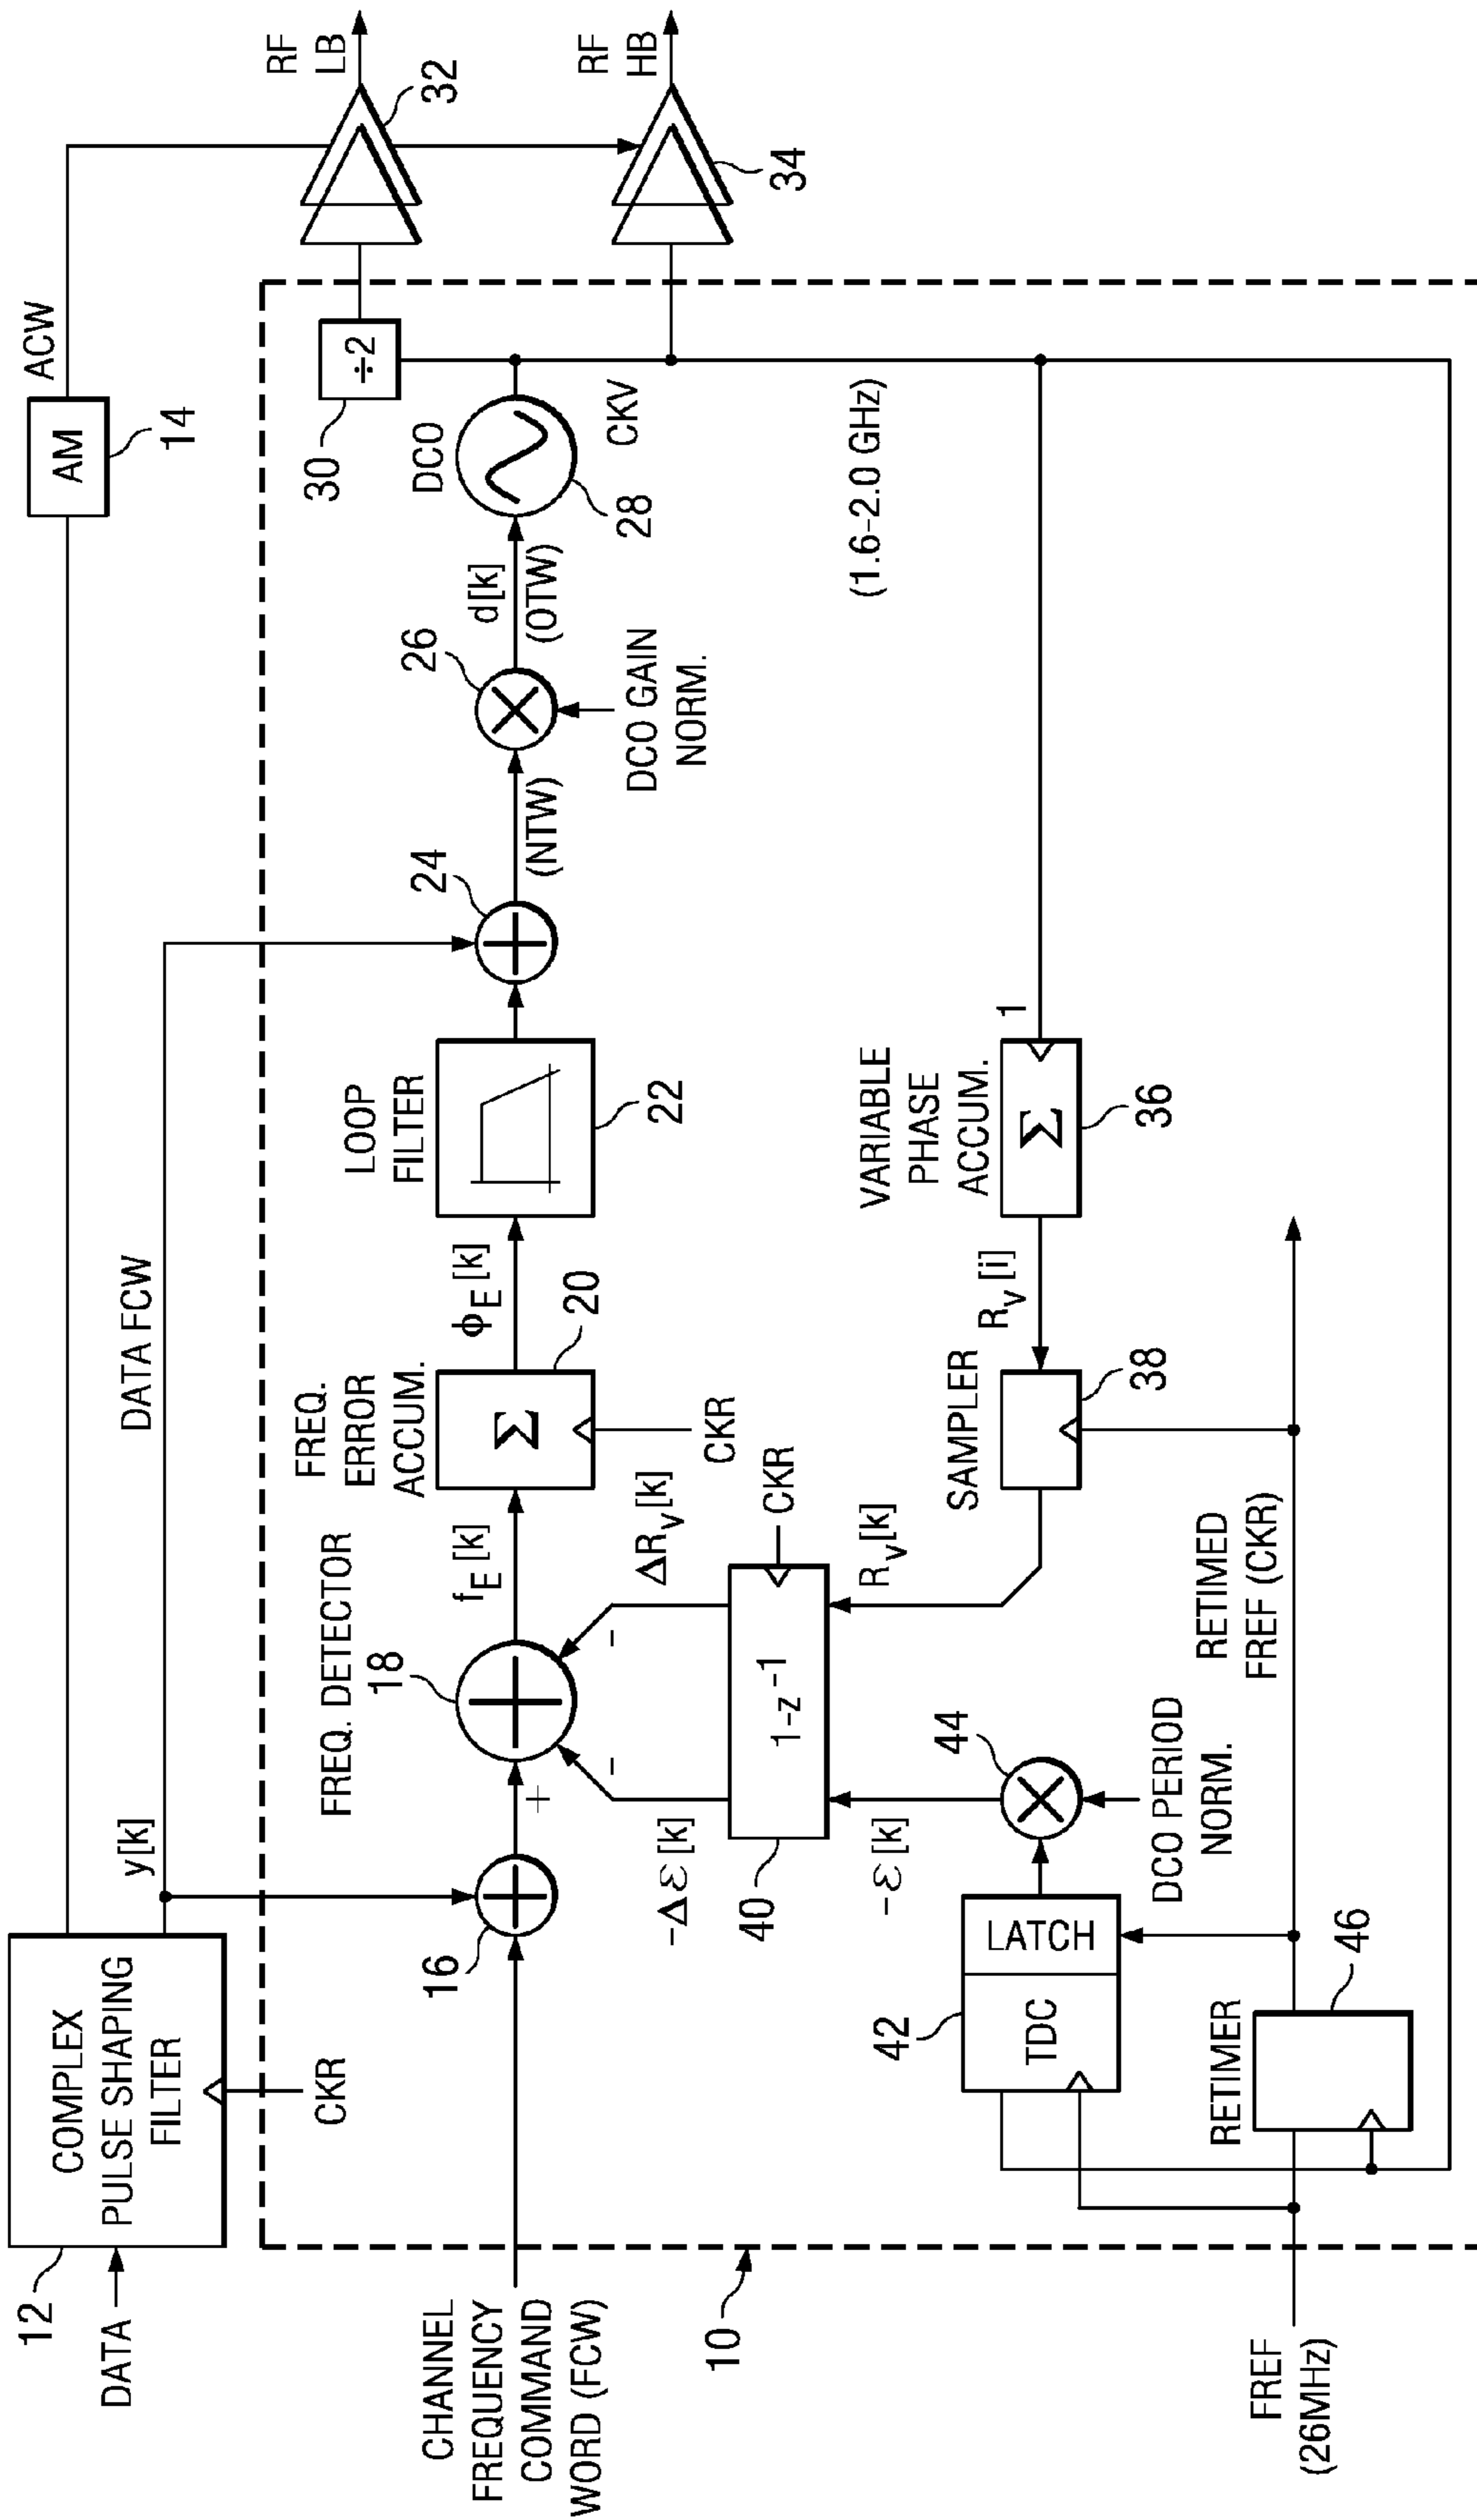 12
DATA
COMPLEX
PULSE SHAPING
FILTER
CKR
y[k]
DATA FCW
AM
14
ACW
RF
LB
32
RF
HB
34
CHANNEL
FREQUENCY
COMMAND
WORD (FCW)
10
16
+
FREQ. DETECTOR
18
-
-
fE[k]
FREQ.
ERROR
ACCUM.
Σ
20
CKR
ΦE[k]
LOOP
FILTER
22
24
(NTW)
26
DCO GAIN
NORM.
d[k]
(OTW)
DCO
28
CKV
30
÷2
(1.6-2.0 GHz)
-Δε[k]
ΔRv[k]
40
1-z-1
CKR
-ε[k]
Rv[k]
44
DCO PERIOD
NORM.
42
TDC
LATCH
SAMPLER
38
Rv[i]
VARIABLE
PHASE
ACCUM.
Σ
36
1
FREF
(26MHz)
RETIMER
46
RETIMED
FREF (CKR)